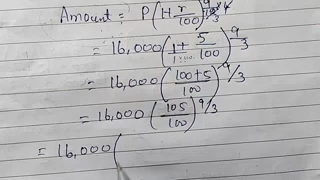 Amount = P(1+ r/100)^9/3
= 16,000(1+ 5/100)^9/3
= 16,000(100+5/100)^9/3
= 16,000(105/100)^9/3
= 16,000(